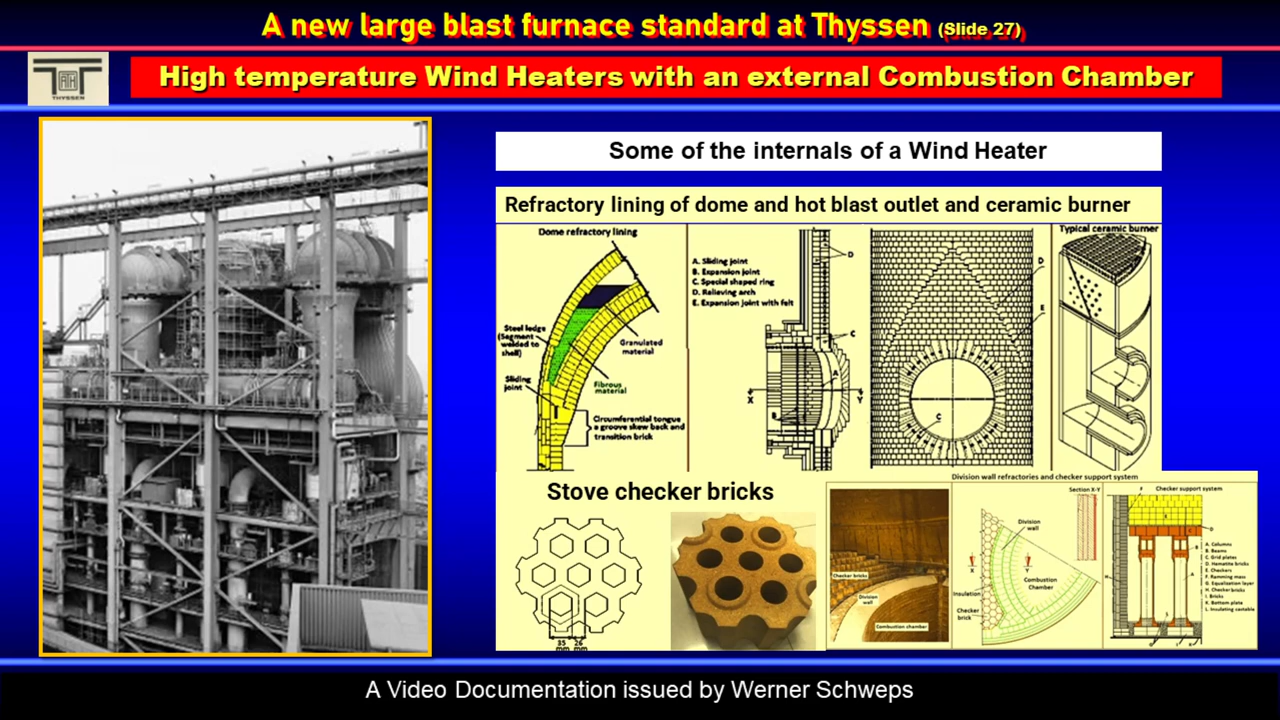 A new large blast furnace standard at Thyssen (Slide 27)
ATH
THYSSEN
High temperature Wind Heaters with an external Combustion Chamber
Some of the internals of a Wind Heater
Refractory lining of dome and hot blast outlet and ceramic burner
Dome refractory lining
Steel ledge
(Segment
welded to
shell)
Sliding
joint
Granulated
material
Fibrous
material
Circumferential tongue
a groove skew back and
transition brick
A. Sliding joint
B. Expansion joint
C. Special shaped ring
D. Relieving arch
E. Expansion joint with felt
D
C
A
X
Y
B
D
E
C
Typical ceramic burner
Stove checker bricks
35
mm
26
mm
Division wall refractories and checker support system
Checker bricks
Division
wall
Combustion chamber
Section X-Y
Division
wall
X
Y
Combustion
Chamber
Insulation
Checker
brick
Checker support system
A. Columns
B. Beams
C. Grid plates
D. Hematite bricks
E. Checkers
F. Ramming mass
G. Equalization layer
H. Checker bricks
I. Bricks
K. Bottom plate
L. Insulating castable
A Video Documentation issued by Werner Schweps